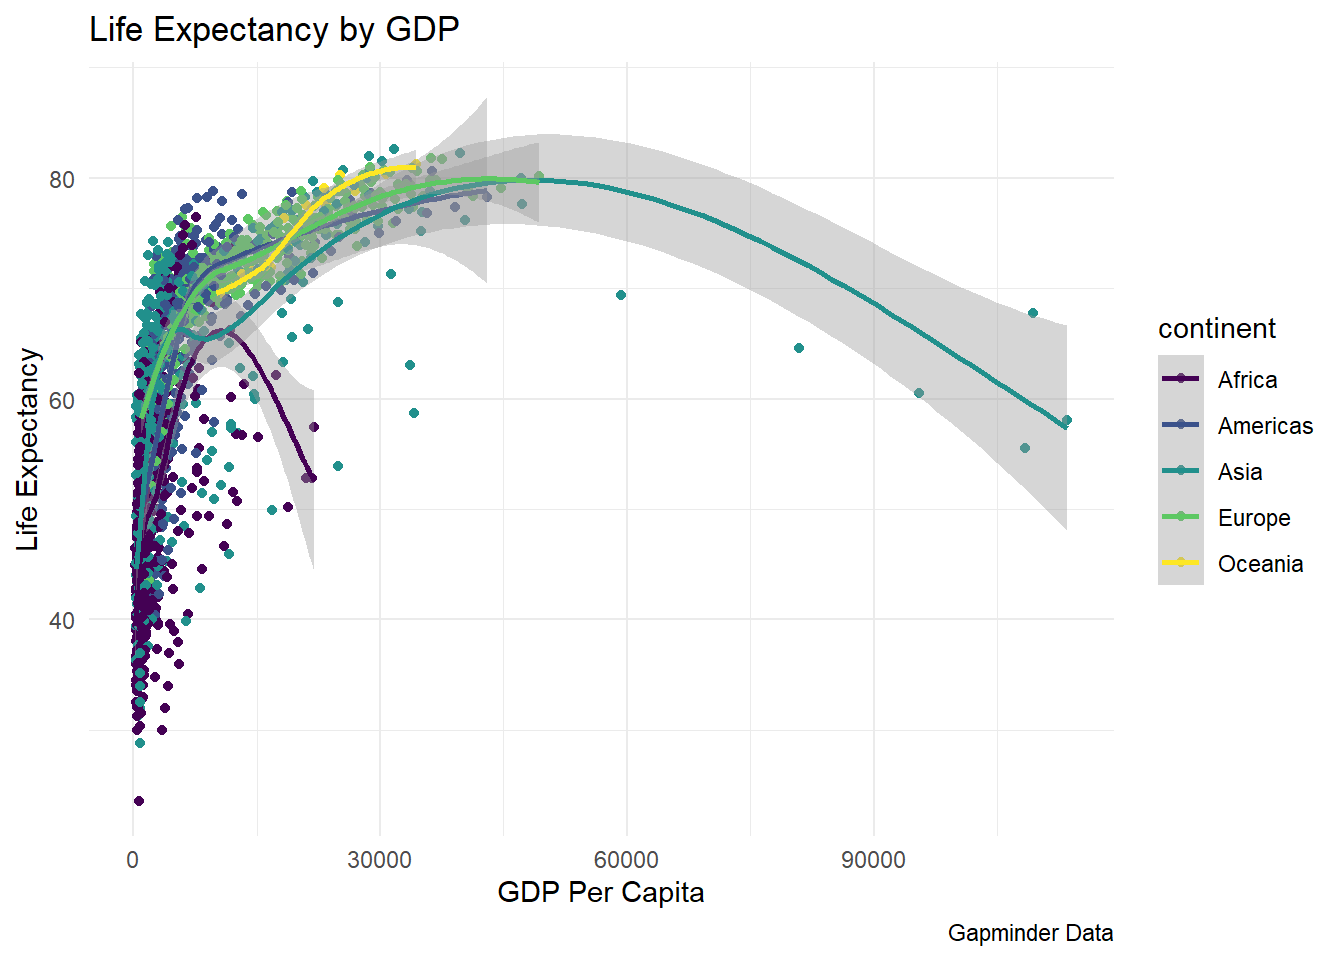 Life Expectancy by GDP
Life Expectancy
80
60
40
0
30000
60000
90000
GDP Per Capita
continent
Africa
Americas
Asia
Europe
Oceania
Gapminder Data